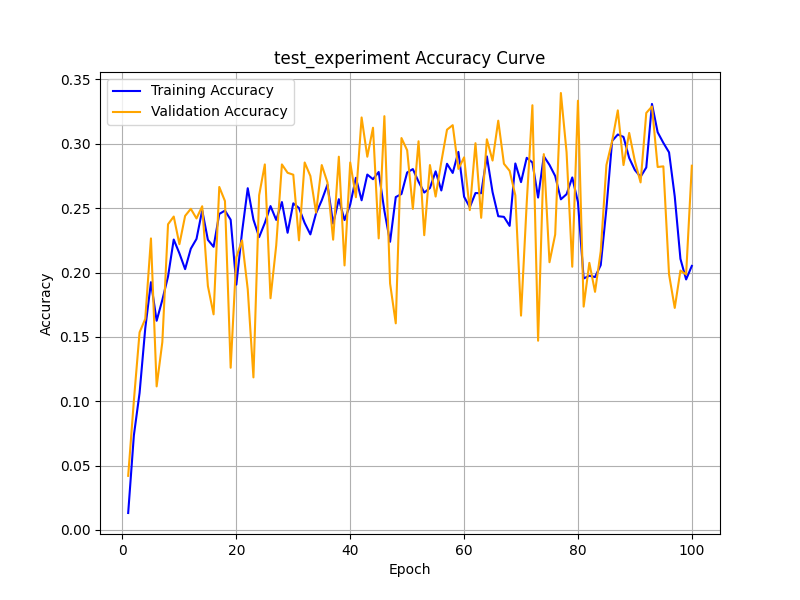 test_experiment Accuracy Curve
Training Accuracy
Validation Accuracy
0.35
0.30
0.25
0.20
0.15
0.10
0.05
0.00
Accuracy
0 20 40 60 80 100
Epoch